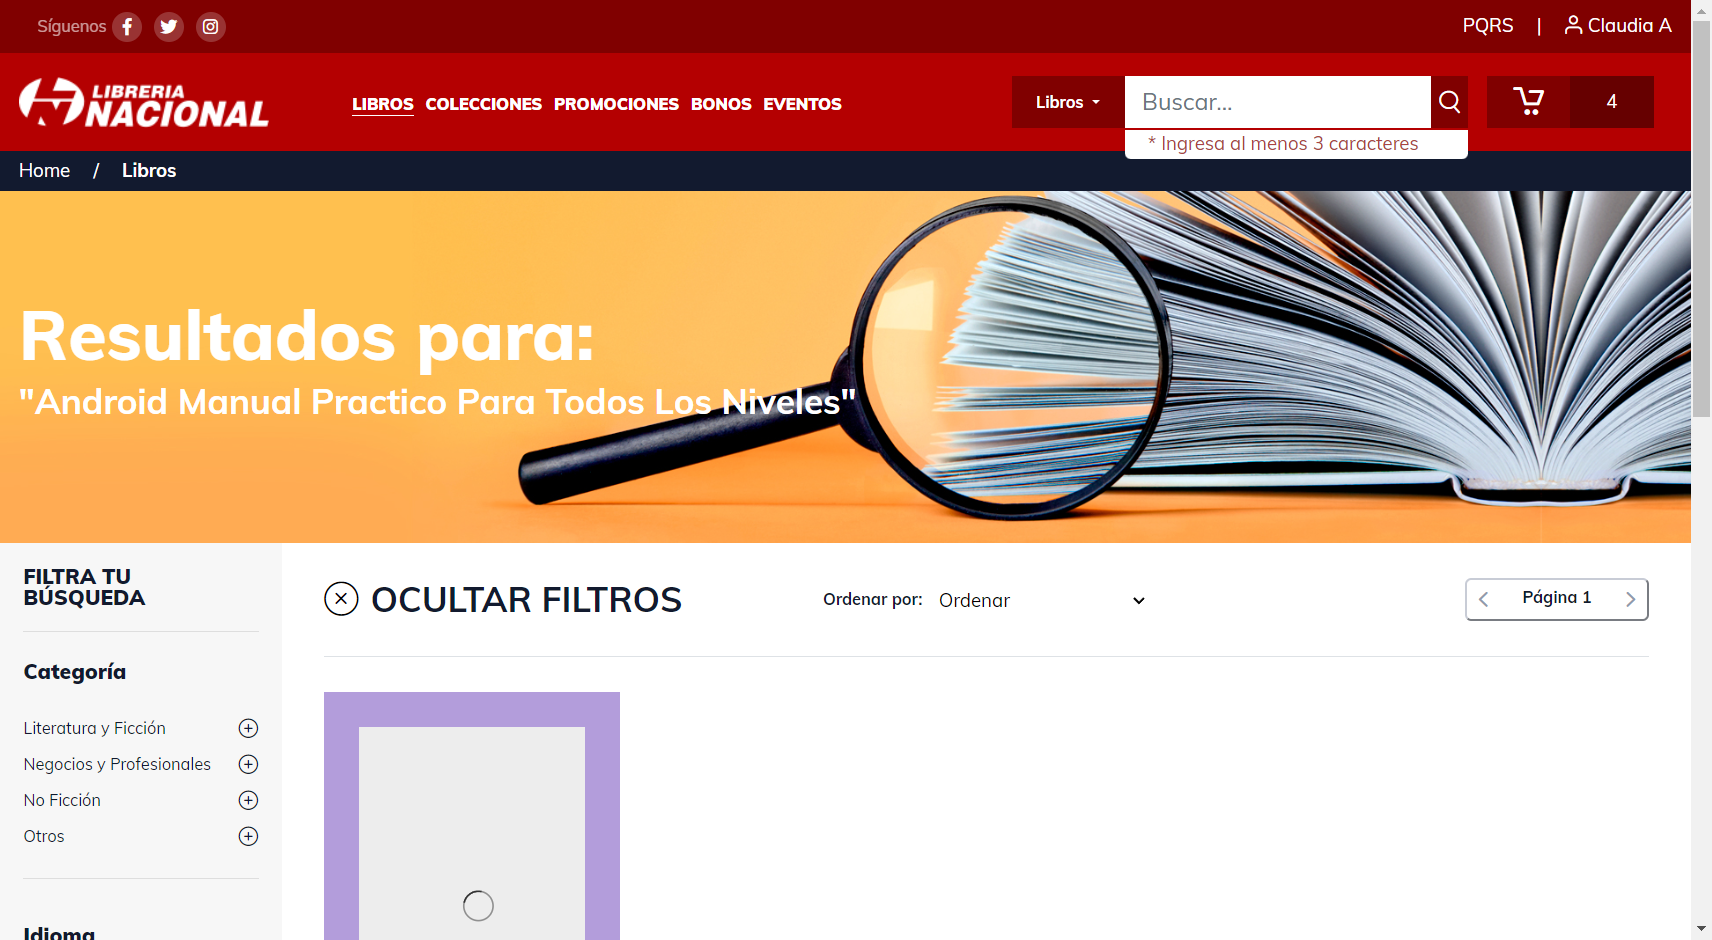 Síguenos
PQRS | Claudia A
LIBRERIA
NACIONAL
LIBROS COLECCIONES PROMOCIONES BONOS EVENTOS
Libros
Buscar...
4
* Ingresa al menos 3 caracteres
Home / Libros
Resultados para:
"Android Manual Practico Para Todos Los Niveles"
FILTRA TU
BÚSQUEDA
OCULTAR FILTROS
Ordenar por: Ordenar
Página 1
Categoría
Literatura y Ficción
Negocios y Profesionales
No Ficción
Otros
Idioma